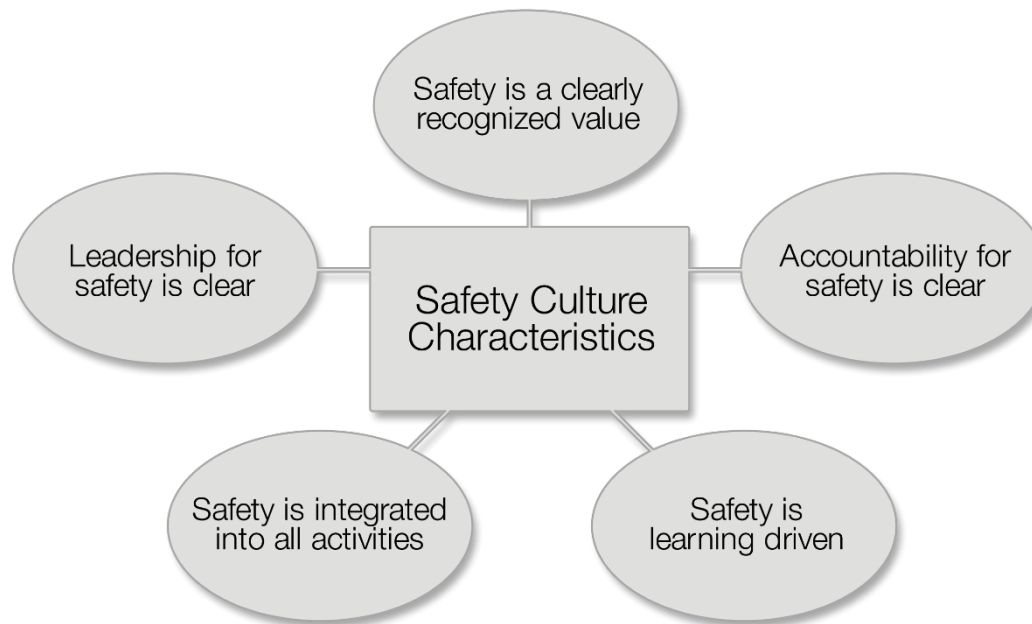 Safety is a clearly
recognized value
Leadership for
safety is clear
Accountability for
safety is clear
Safety Culture
Characteristics
Safety is integrated
into all activities
Safety is
learning driven